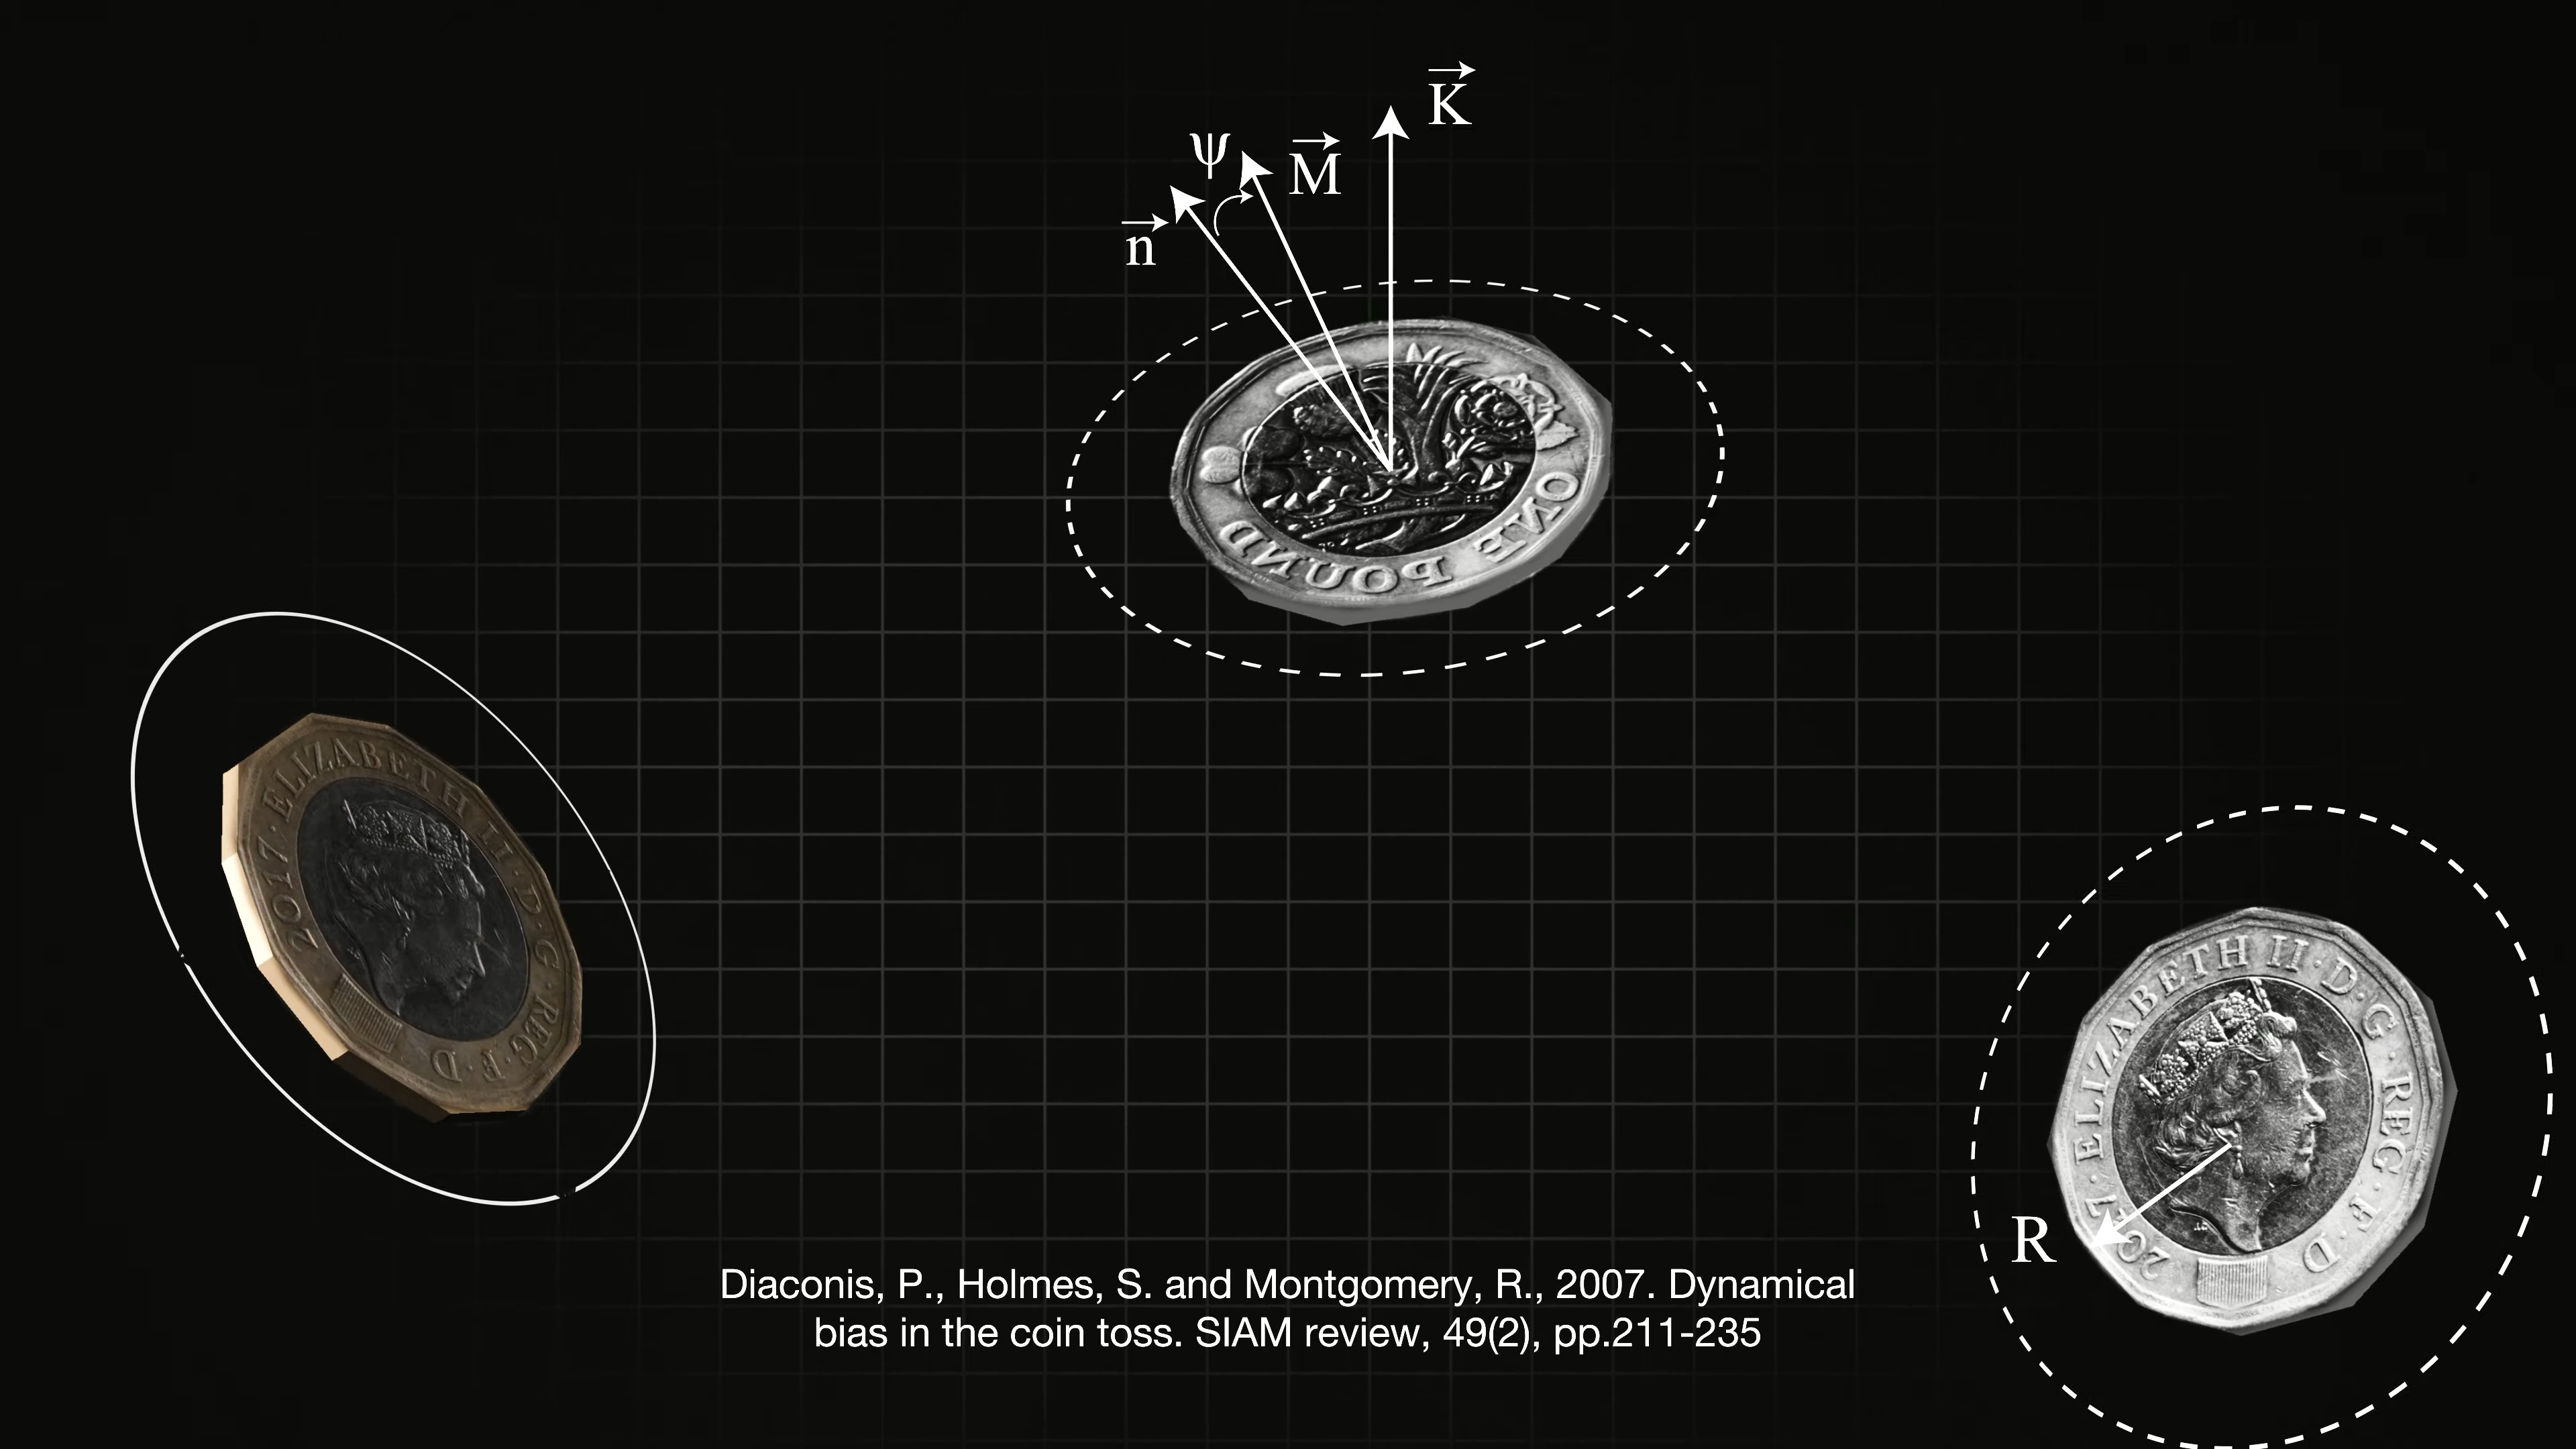 K
ψ
M
n
ONE POUND
2017 · ELIZABETH II · D · G · REG · F · D
2017 · ELIZABETH II · D · G · REG · F · D
R
Diaconis, P., Holmes, S. and Montgomery, R., 2007. Dynamical
bias in the coin toss. SIAM review, 49(2), pp.211-235